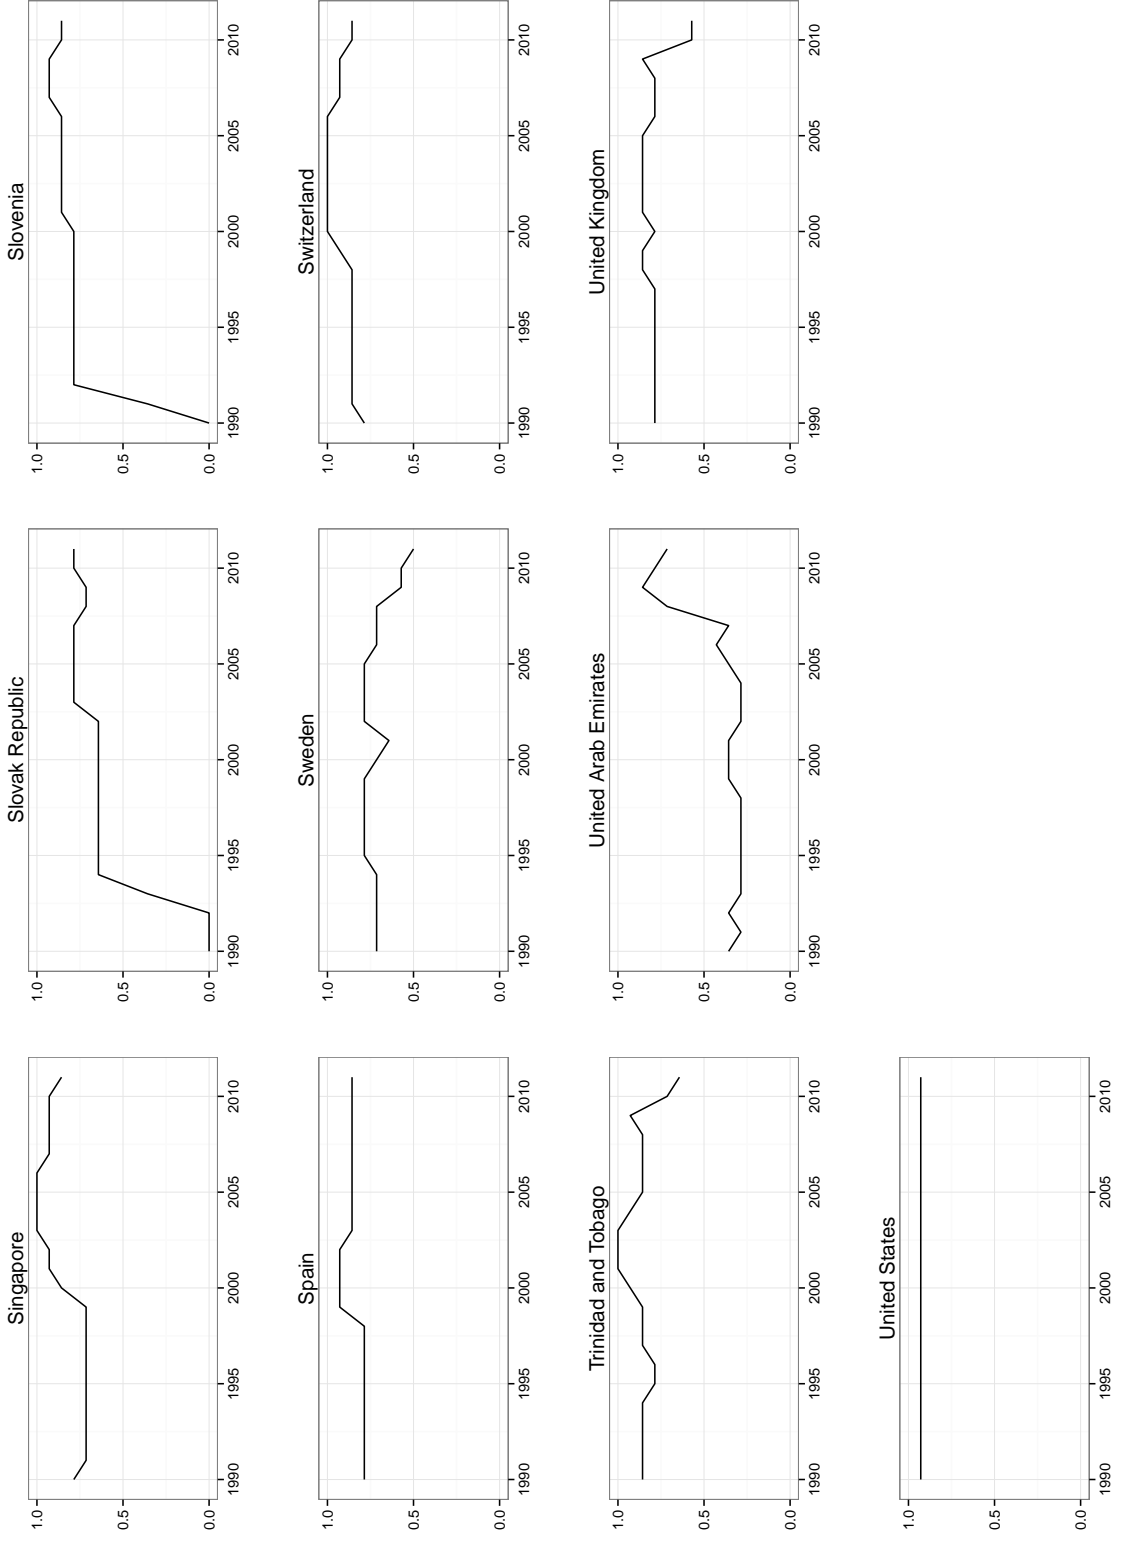 Singapore
1.0
0.5
0.0
1990 1995 2000 2005 2010
Slovak Republic
1.0
0.5
0.0
1990 1995 2000 2005 2010
Slovenia
1.0
0.5
0.0
1990 1995 2000 2005 2010
Spain
1.0
0.5
0.0
1990 1995 2000 2005 2010
Sweden
1.0
0.5
0.0
1990 1995 2000 2005 2010
Switzerland
1.0
0.5
0.0
1990 1995 2000 2005 2010
Trinidad and Tobago
1.0
0.5
0.0
1990 1995 2000 2005 2010
United Arab Emirates
1.0
0.5
0.0
1990 1995 2000 2005 2010
United Kingdom
1.0
0.5
0.0
1990 1995 2000 2005 2010
United States
1.0
0.5
0.0
1990 1995 2000 2005 2010